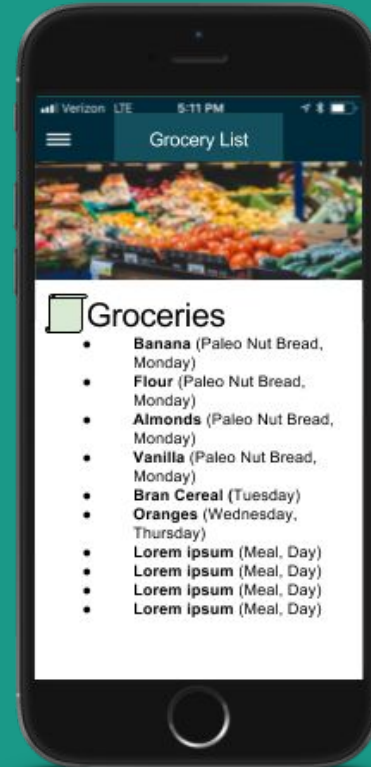 Verizon LTE 5:11 PM
Grocery List
Groceries
• Banana (Paleo Nut Bread,
Monday)
• Flour (Paleo Nut Bread,
Monday)
• Almonds (Paleo Nut Bread,
Monday)
• Vanilla (Paleo Nut Bread,
Monday)
• Bran Cereal (Tuesday)
• Oranges (Wednesday,
Thursday)
• Lorem ipsum (Meal, Day)
• Lorem ipsum (Meal, Day)
• Lorem ipsum (Meal, Day)
• Lorem ipsum (Meal, Day)